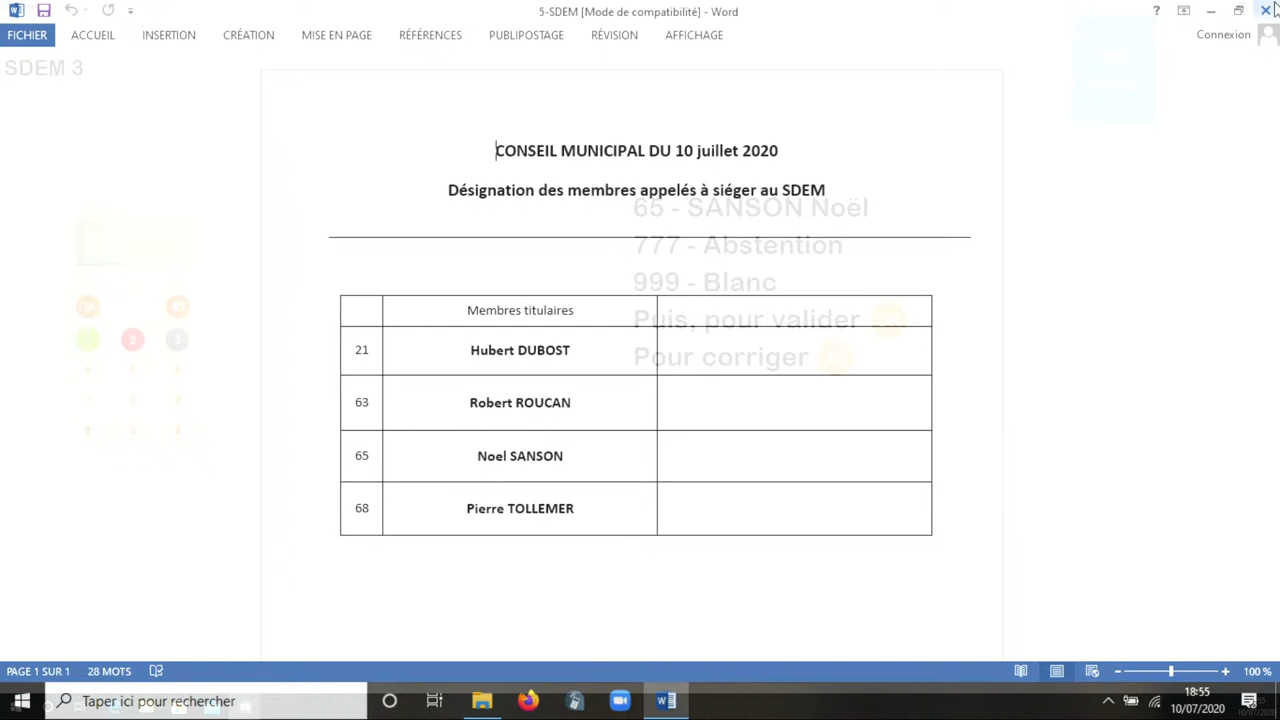 5-SDEM [Mode de compatibilité] - Word
?
FICHIER ACCUEIL INSERTION CRÉATION MISE EN PAGE RÉFÉRENCES PUBLIPOSTAGE RÉVISION AFFICHAGE Connexion
SDEM 3
CONSEIL MUNICIPAL DU 10 juillet 2020
Désignation des membres appelés à siéger au SDEM
65 - SANSON Noël
777 - Abstention
999 - Blanc
Puis, pour valider
Pour corriger
Membres titulaires
21 Hubert DUBOST
63 Robert ROUCAN
65 Noel SANSON
68 Pierre TOLLEMER
PAGE 1 SUR 1 28 MOTS 100 %
Taper ici pour rechercher
18:55
10/07/2020